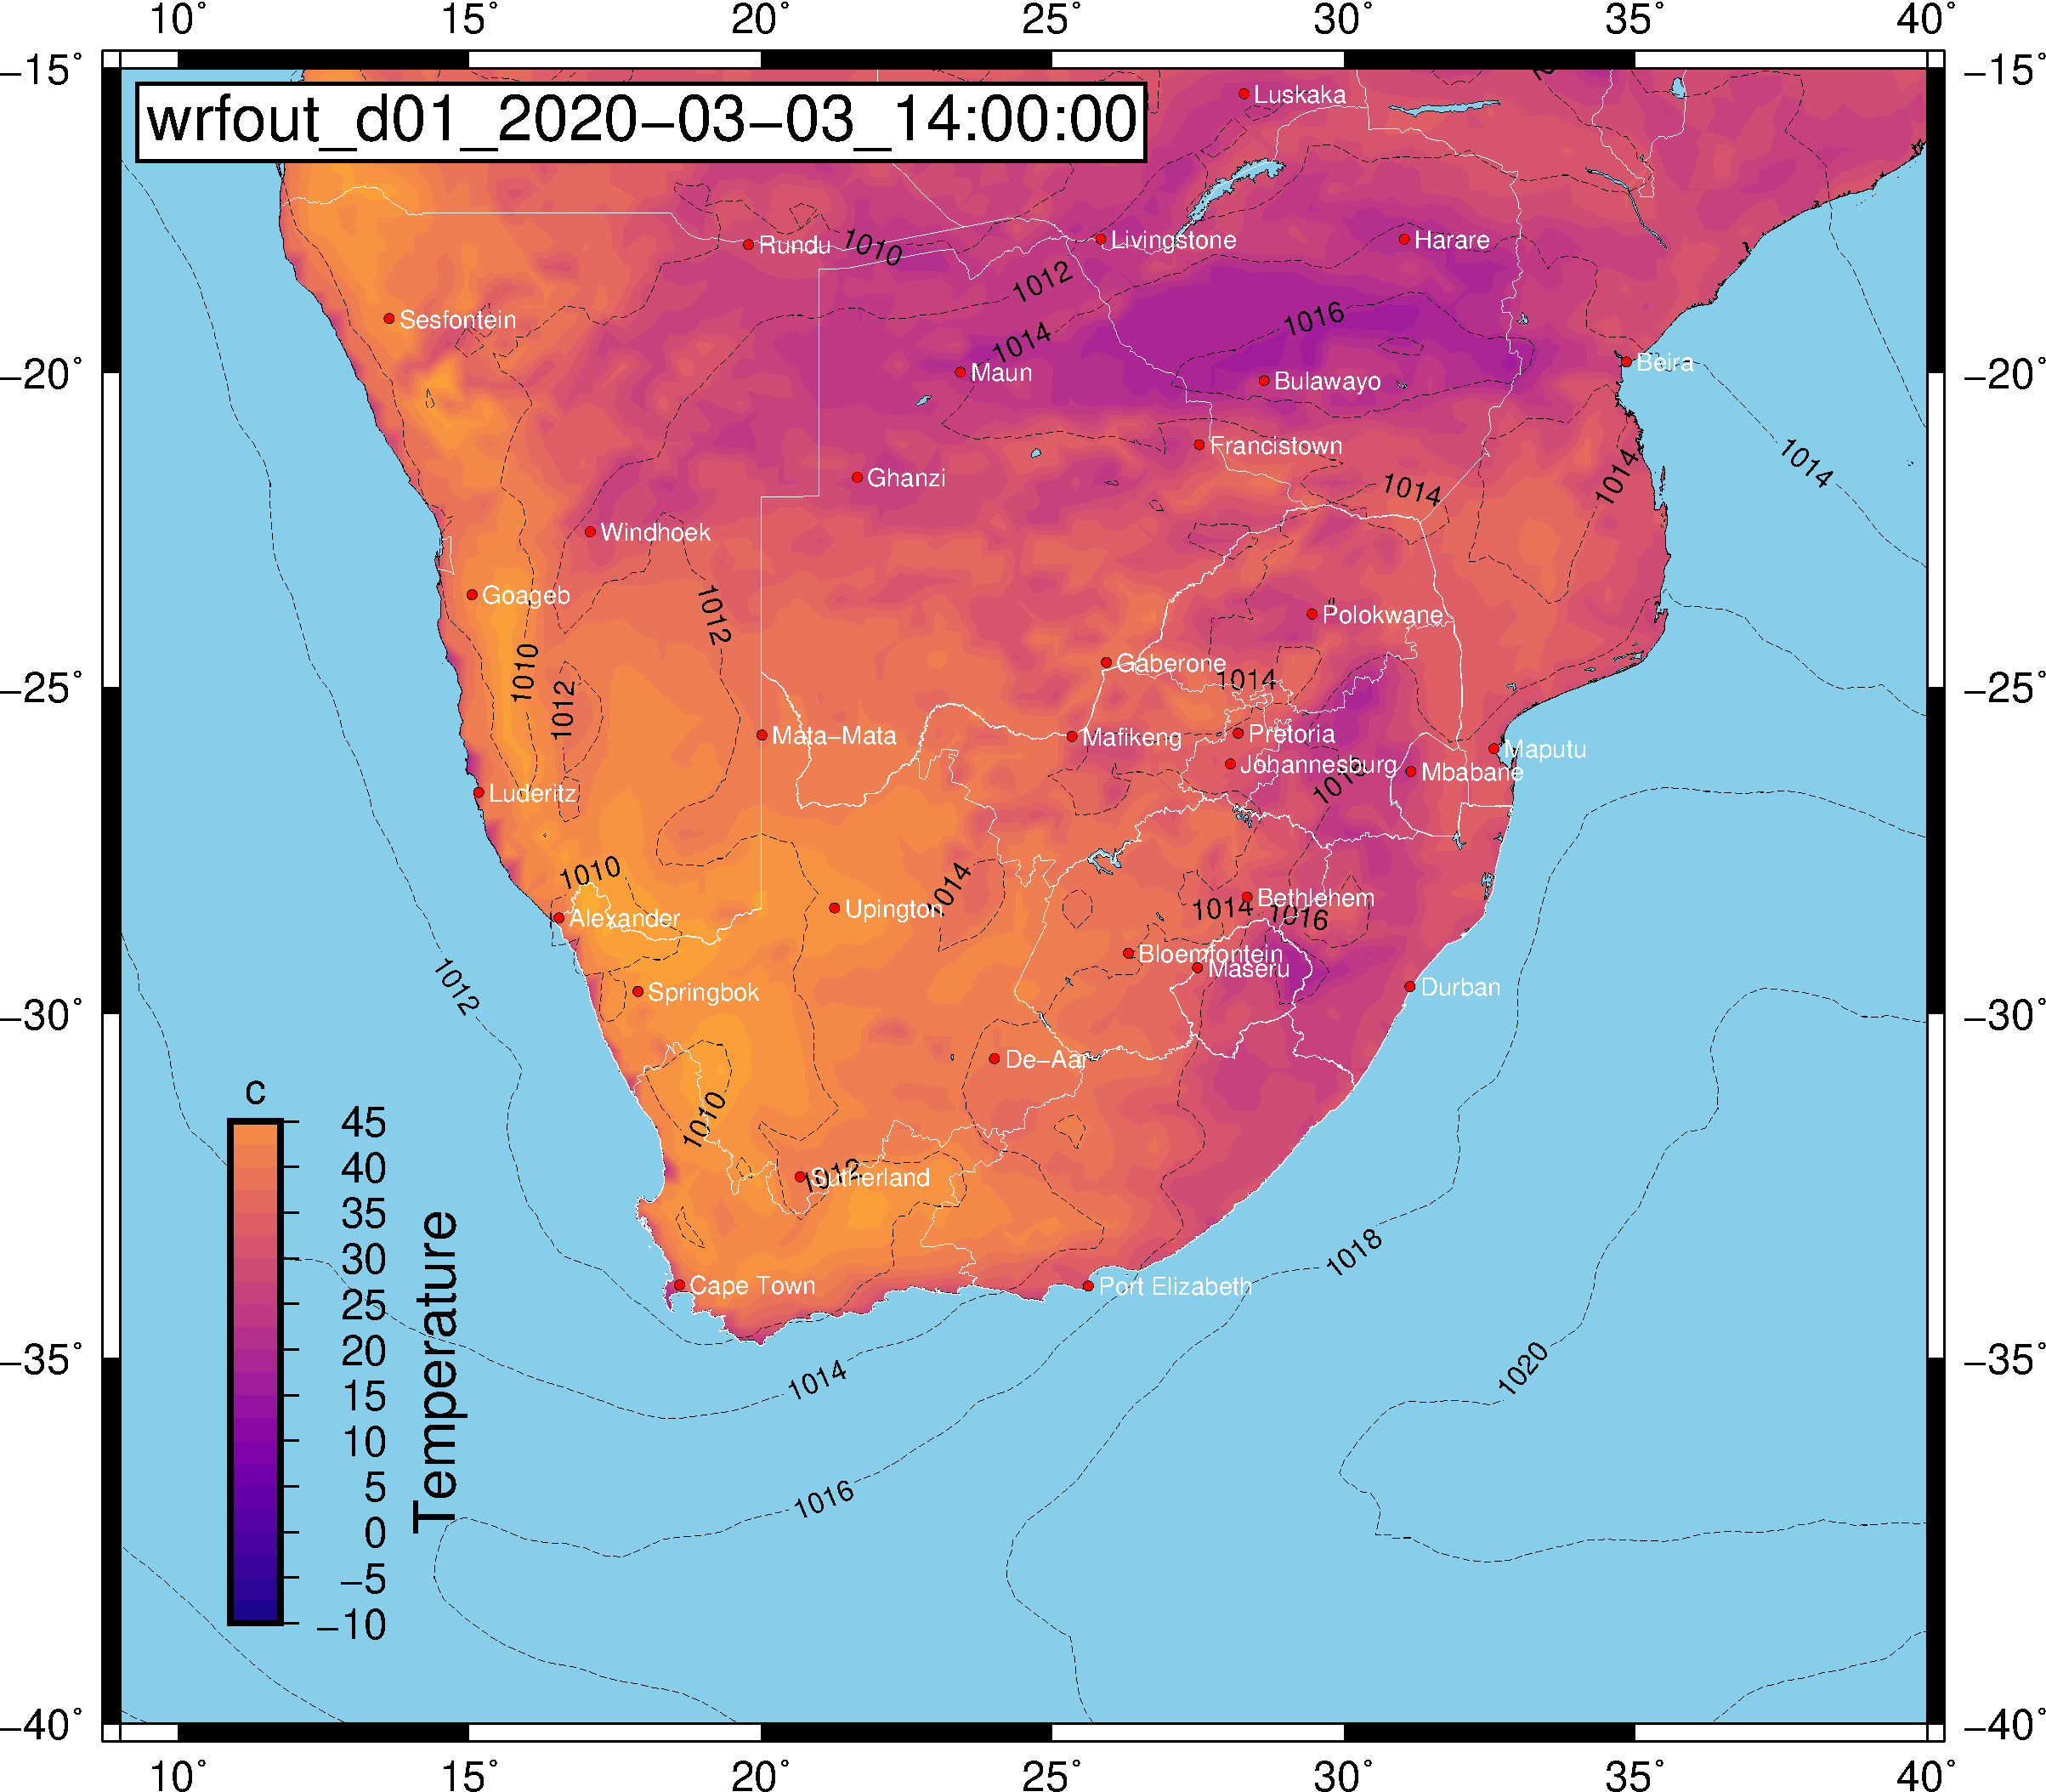 10° 15° 20° 25° 30° 35° 40°
−15° −15°
wrfout_d01_2020−03−03_14:00:00
Luskaka
Rundu 1010 Livingstone Harare
1012
Sesfontein 1016
1014
Beira
−20° −20°
Maun Bulawayo
Francistown
1014
Ghanzi 1014 1014
Windhoek
Goageb
1012
Polokwane
Gaberone
1010 1014
−25° −25°
1012
Mata−Mata Mafikeng Pretoria
Maputu
Johannesburg Mbabane
1016
Luderitz
1010
1014
Alexander Upington
Bethlehem
1014 1016
Bloemfontein
Maseru
1012
Springbok Durban
−30° −30°
De−Aar
1010
c
45
40
35
30
25
20
15
10
5
0
−5
−10
Temperature
1012
Sutherland
1018
Cape Town Port Elizabeth
−35° −35°
1014 1020
1016
−40° −40°
10° 15° 20° 25° 30° 35° 40°